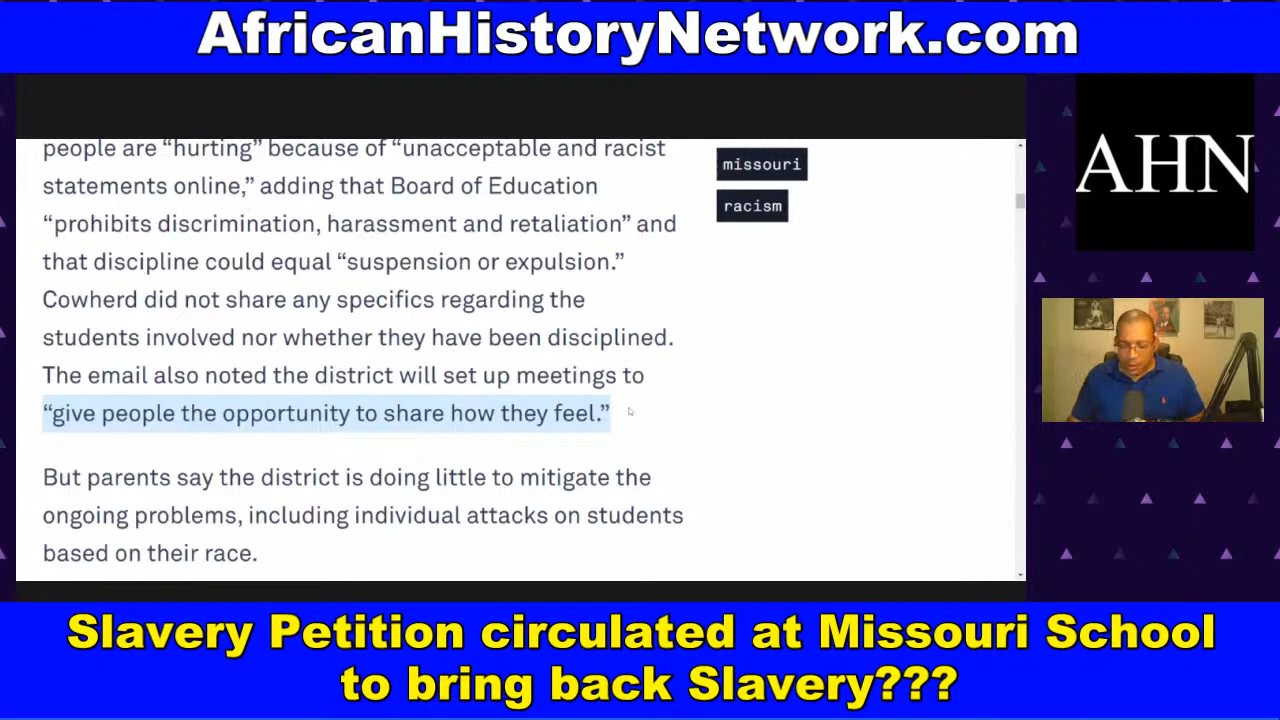 AfricanHistoryNetwork.com
people are “hurting” because of “unacceptable and racist
statements online,” adding that Board of Education
“prohibits discrimination, harassment and retaliation” and
that discipline could equal “suspension or expulsion.”
Cowherd did not share any specifics regarding the
students involved nor whether they have been disciplined.
The email also noted the district will set up meetings to
“give people the opportunity to share how they feel.”
But parents say the district is doing little to mitigate the
ongoing problems, including individual attacks on students
based on their race.
missouri
racism
AHN
Slavery Petition circulated at Missouri School
to bring back Slavery???